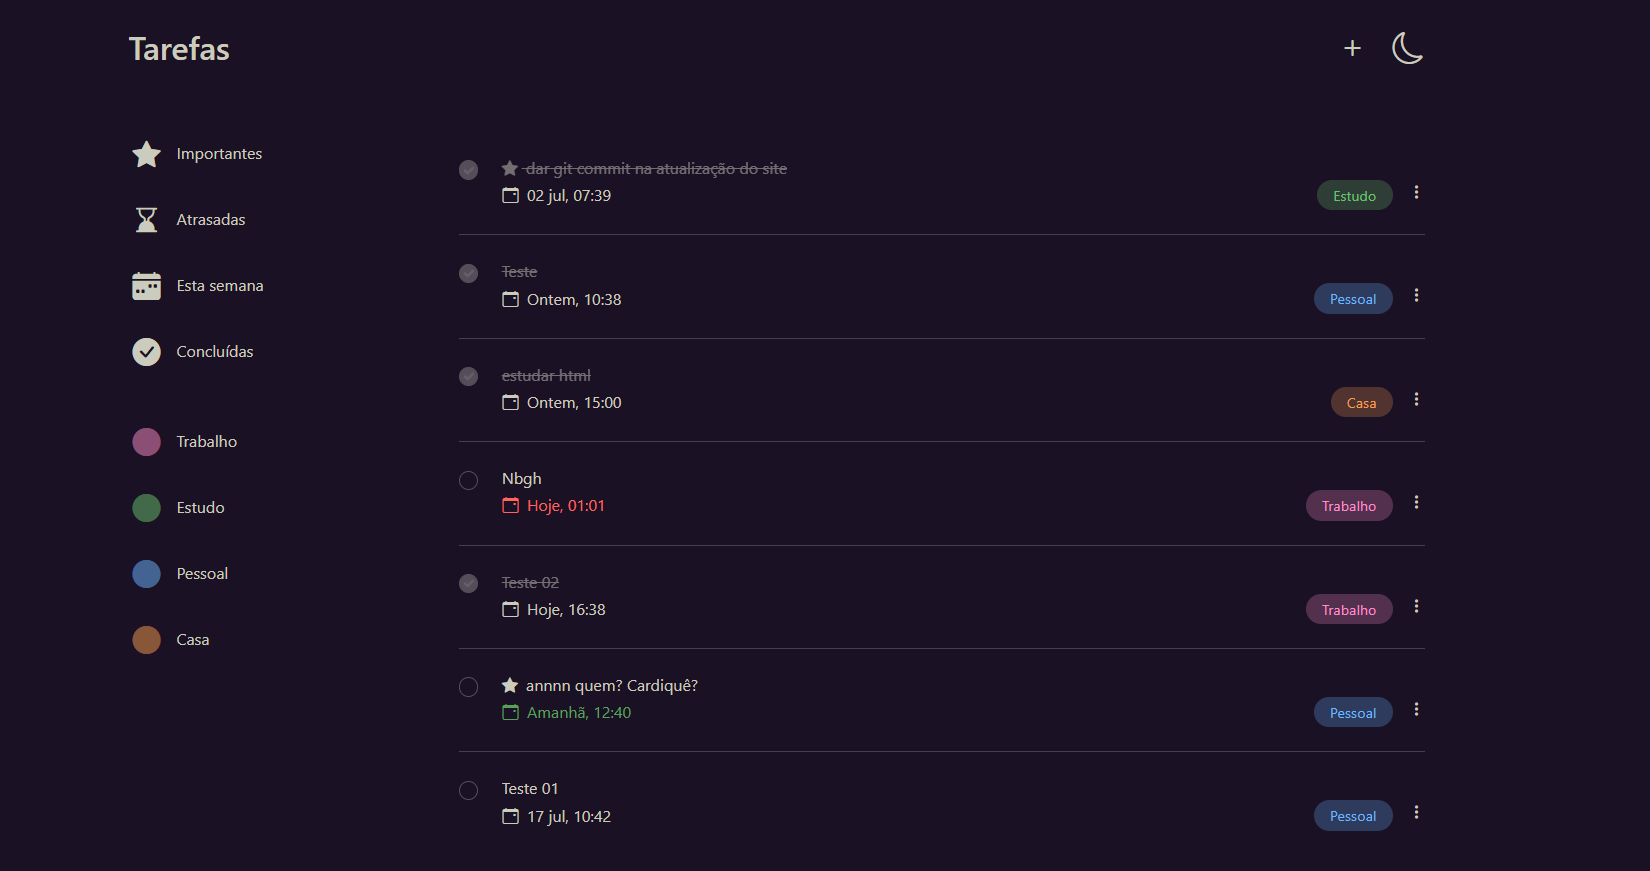 Tarefas
Importantes
Atrasadas
Esta semana
Concluídas
Trabalho
Estudo
Pessoal
Casa
dar git commit na atualização do site
02 jul, 07:39
Estudo
Teste
Ontem, 10:38
Pessoal
estudar html
Ontem, 15:00
Casa
Nbgh
Hoje, 01:01
Trabalho
Teste 02
Hoje, 16:38
Trabalho
annnn quem? Cardiquê?
Amanhã, 12:40
Pessoal
Teste 01
17 jul, 10:42
Pessoal